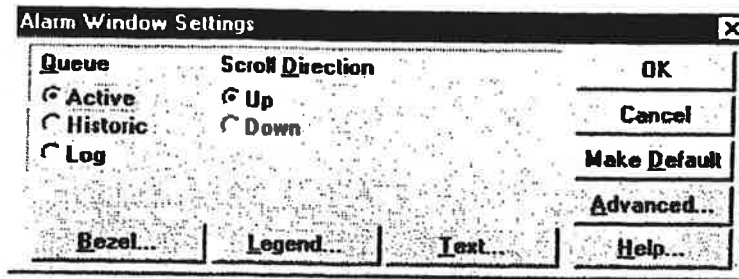 Alarm Window Settings
Queue
Active
Historic
Log
Scroll Direction
Up
Down
OK
Cancel
Make Default
Advanced...
Help...
Bezel...
Legend...
Text...